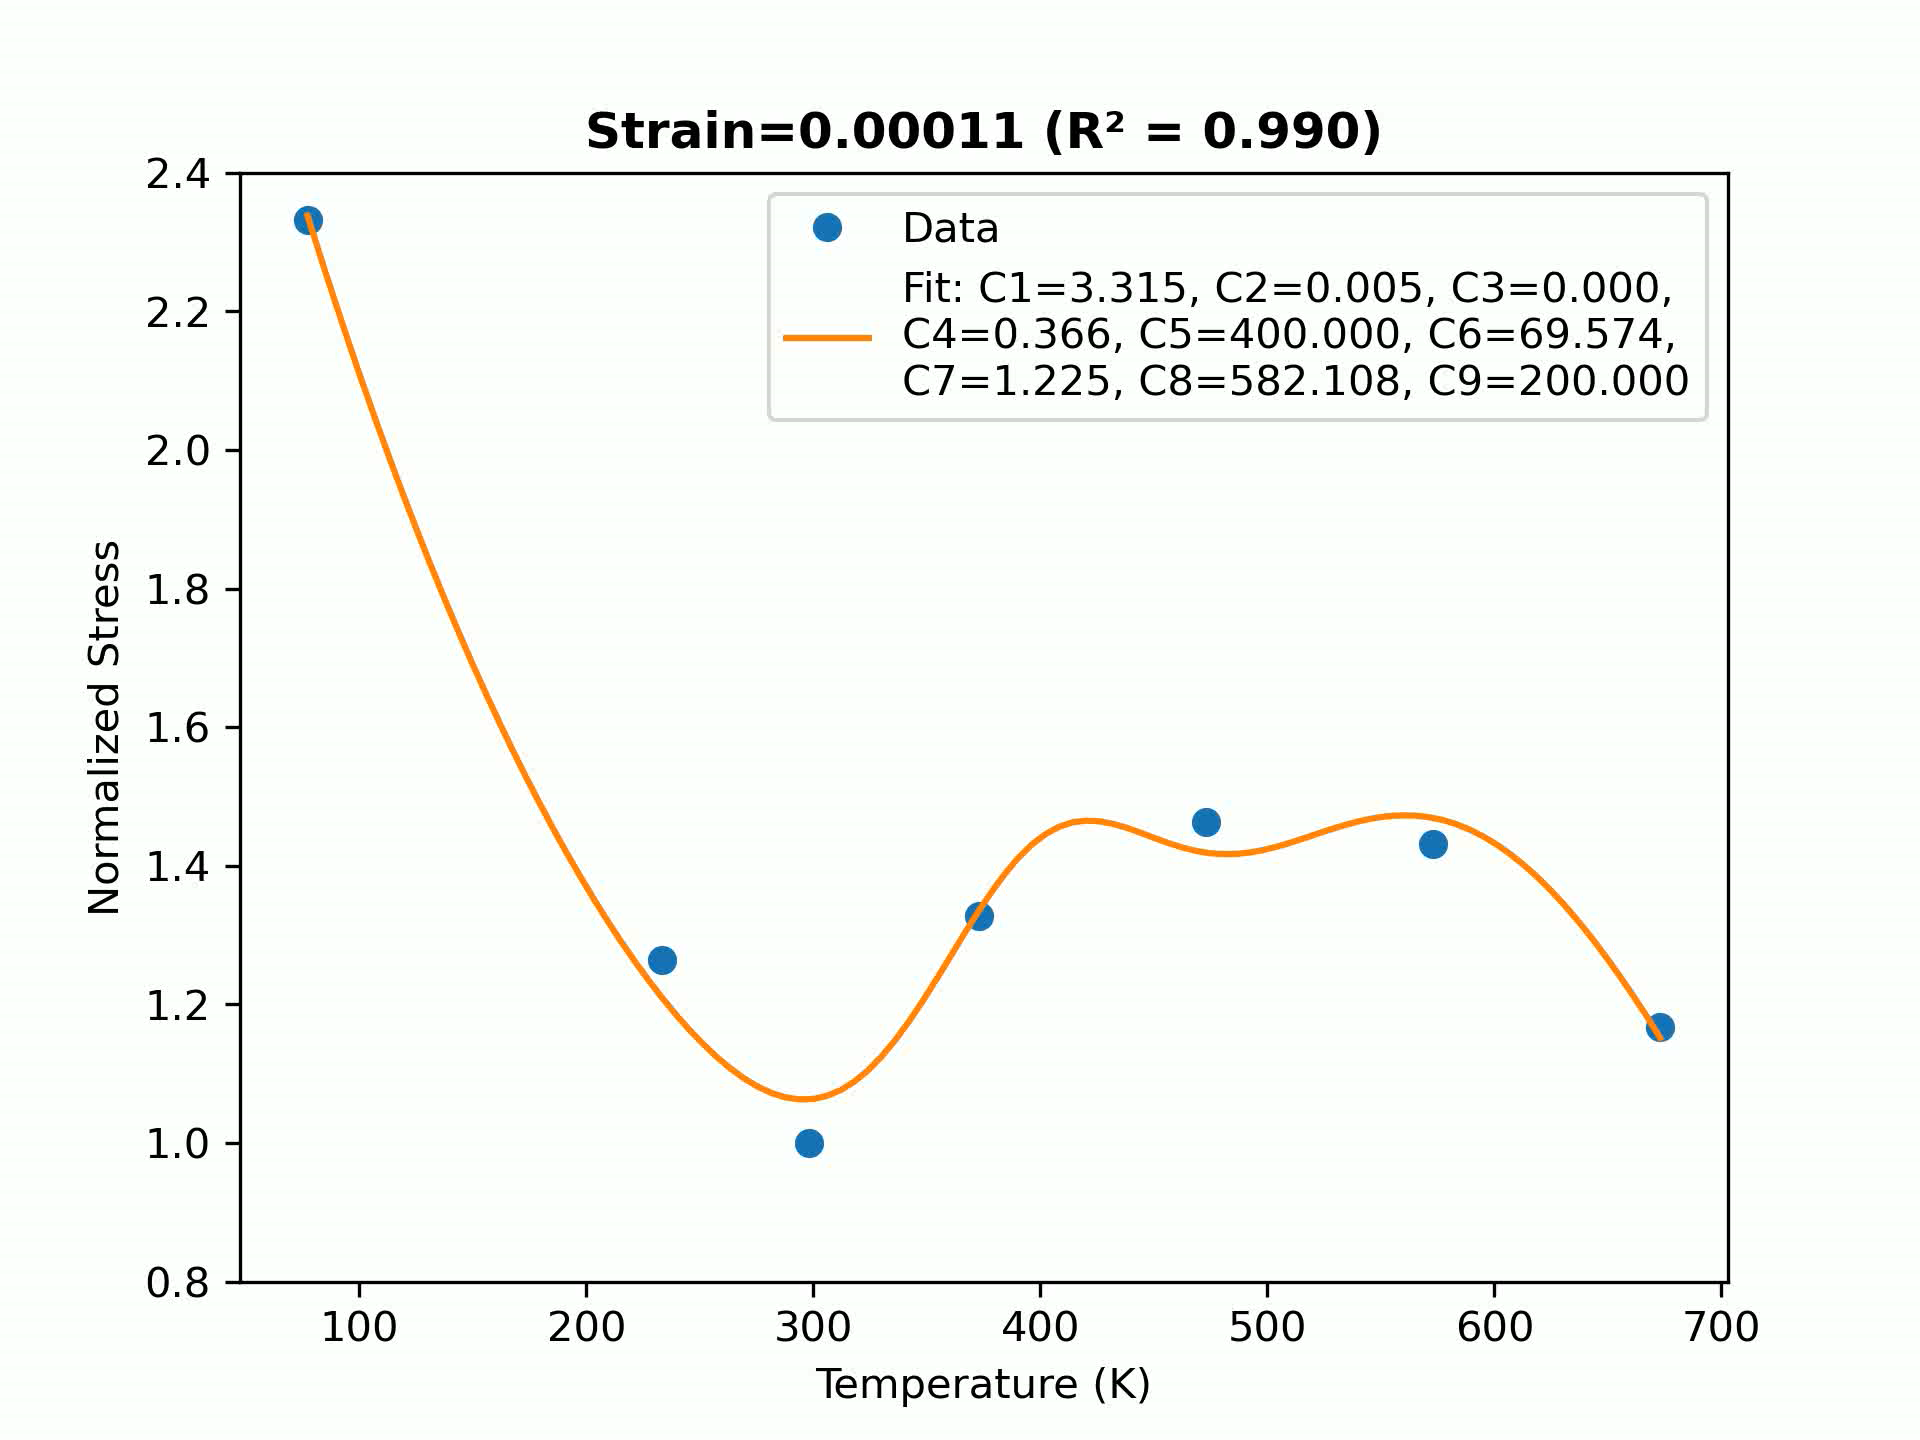 Strain=0.00011 (R² = 0.990)
2.4
2.2
2.0
1.8
1.6
1.4
1.2
1.0
0.8
Normalized Stress
Data
Fit: C1=3.315, C2=0.005, C3=0.000,
C4=0.366, C5=400.000, C6=69.574,
C7=1.225, C8=582.108, C9=200.000
100 200 300 400 500 600 700
Temperature (K)